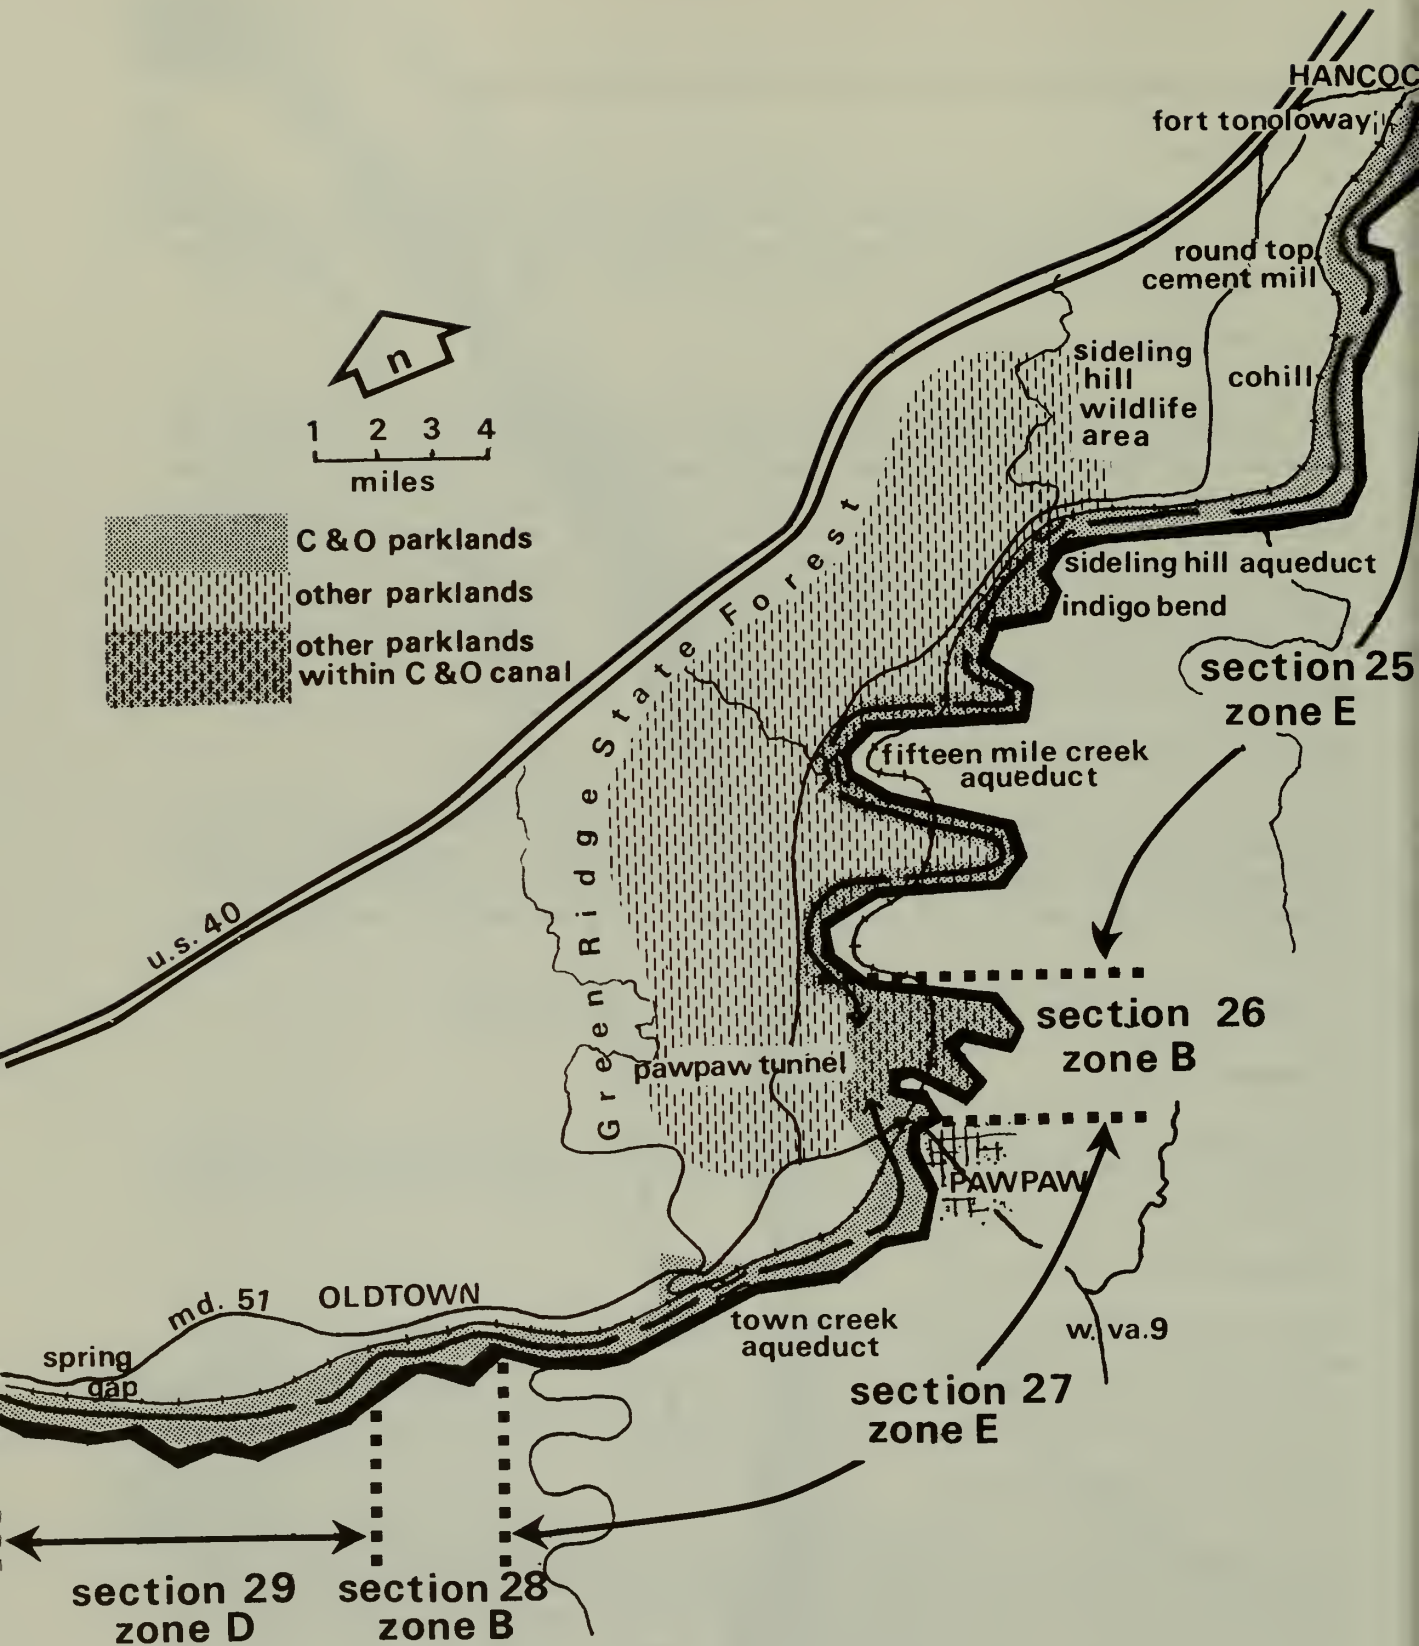 HANCOC
fort tonoloway
round top
cement mill
n
sideling
hill
wildlife
area
cohill
1 2 3 4
miles
C & O parklands
other parklands
other parklands
within C & O canal
Green Ridge State Forest
sideling hill aqueduct
indigo bend
section 25
zone E
fifteen mile creek
aqueduct
u.s. 40
section 26
zone B
pawpaw tunnel
PAWPAW
md. 51
OLDTOWN
town creek
aqueduct
w. va. 9
spring
gap
section 27
zone E
section 29
zone D
section 28
zone B